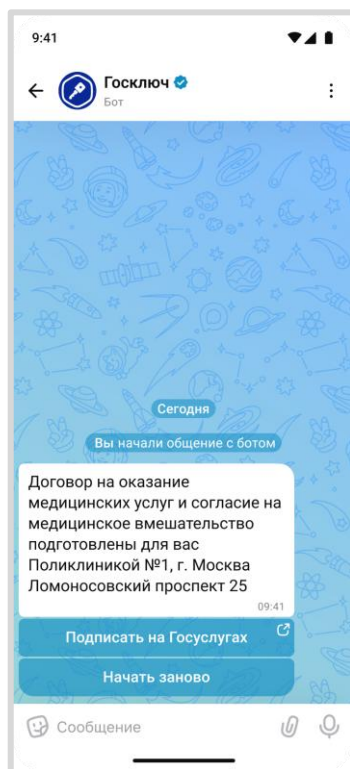 9:41
Госключ
Бот
Сегодня
Вы начали общение с ботом
Договор на оказание
медицинских услуг и согласие на
медицинское вмешательство
подготовлены для вас
Поликлиникой №1, г. Москва
Ломоносовский проспект 25
09:41
Подписать на Госуслугах
Начать заново
Сообщение